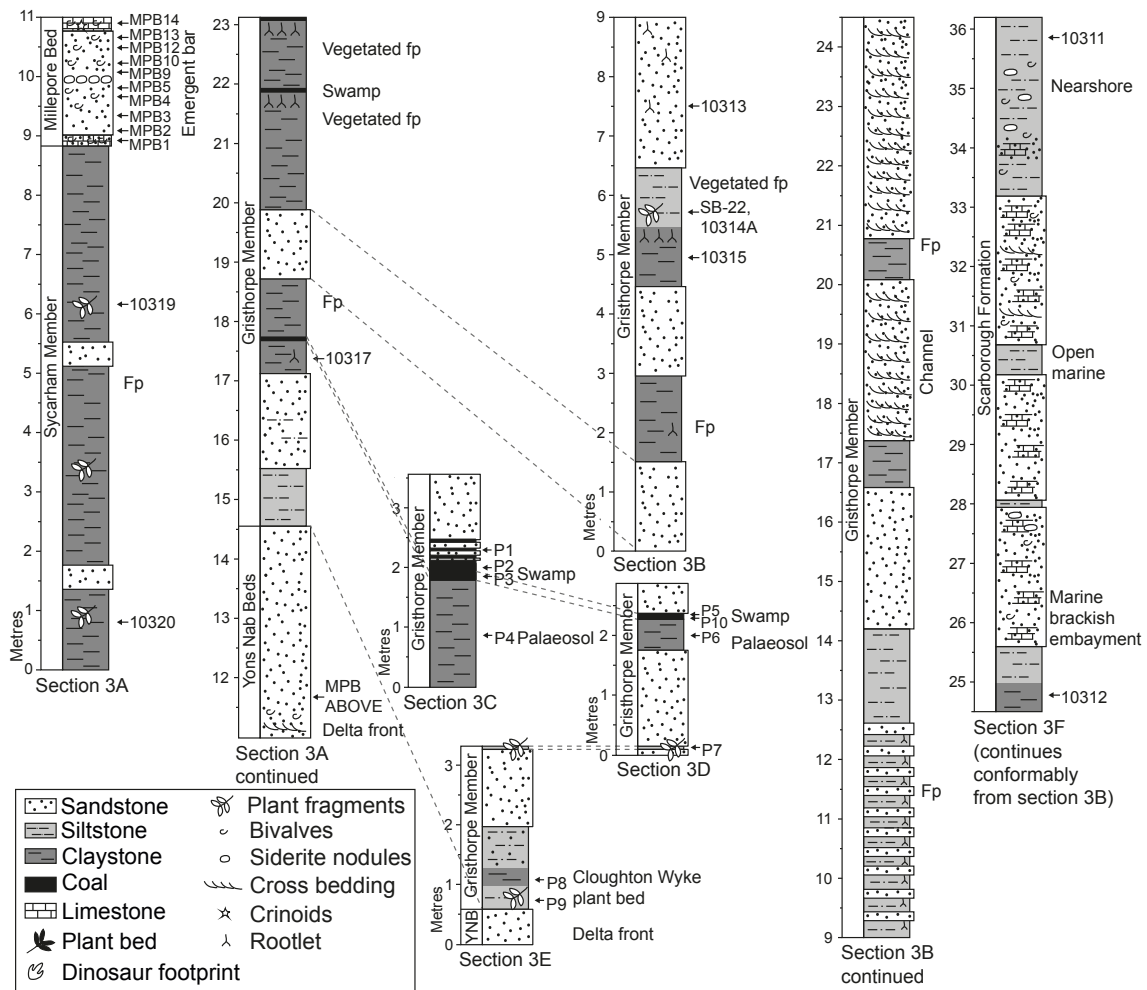 11
10
9
8
7
6
5
4
3
2
1
0
Metres
Millepore Bed
Sycarham Member
MPB14
MPB13
MPB12
MPB10
MPB9
MPB5
MPB4
MPB3
MPB2
MPB1
Emergent bar
10319
Fp
10320
Section 3A
23
22
21
20
19
18
17
16
15
14
13
12
Gristhorpe Member
Yons Nab Beds
Vegetated fp
Swamp
Vegetated fp
Fp
10317
MPB
ABOVE
Delta front
Section 3A
continued
3
2
1
0
Metres
Gristhorpe Member
P1
P2
P3
Swamp
P4
Palaeosol
Section 3C
3
2
1
0
Metres
Gristhorpe Member
YNB
P8
P9
Cloughton Wyke
plant bed
Delta front
Section 3E
9
8
7
6
5
4
3
2
1
0
Metres
Gristhorpe Member
10313
Vegetated fp
SB-22,
10314A
10315
Fp
Section 3B
2
1
0
Metres
Gristhorpe Member
P5
P10
P6
Swamp
Palaeosol
P7
Section 3D
24
23
22
21
20
19
18
17
16
15
14
13
12
11
10
9
Gristhorpe Member
Fp
Channel
Fp
Section 3B
continued
36
35
34
33
32
31
30
29
28
27
26
25
Scarborough Formation
10311
Nearshore
Open
marine
Marine
brackish
embayment
10312
Section 3F
(continues
conformably
from section 3B)
Sandstone
Siltstone
Claystone
Coal
Limestone
Plant bed
Dinosaur footprint
Plant fragments
Bivalves
Siderite nodules
Cross bedding
Crinoids
Rootlet